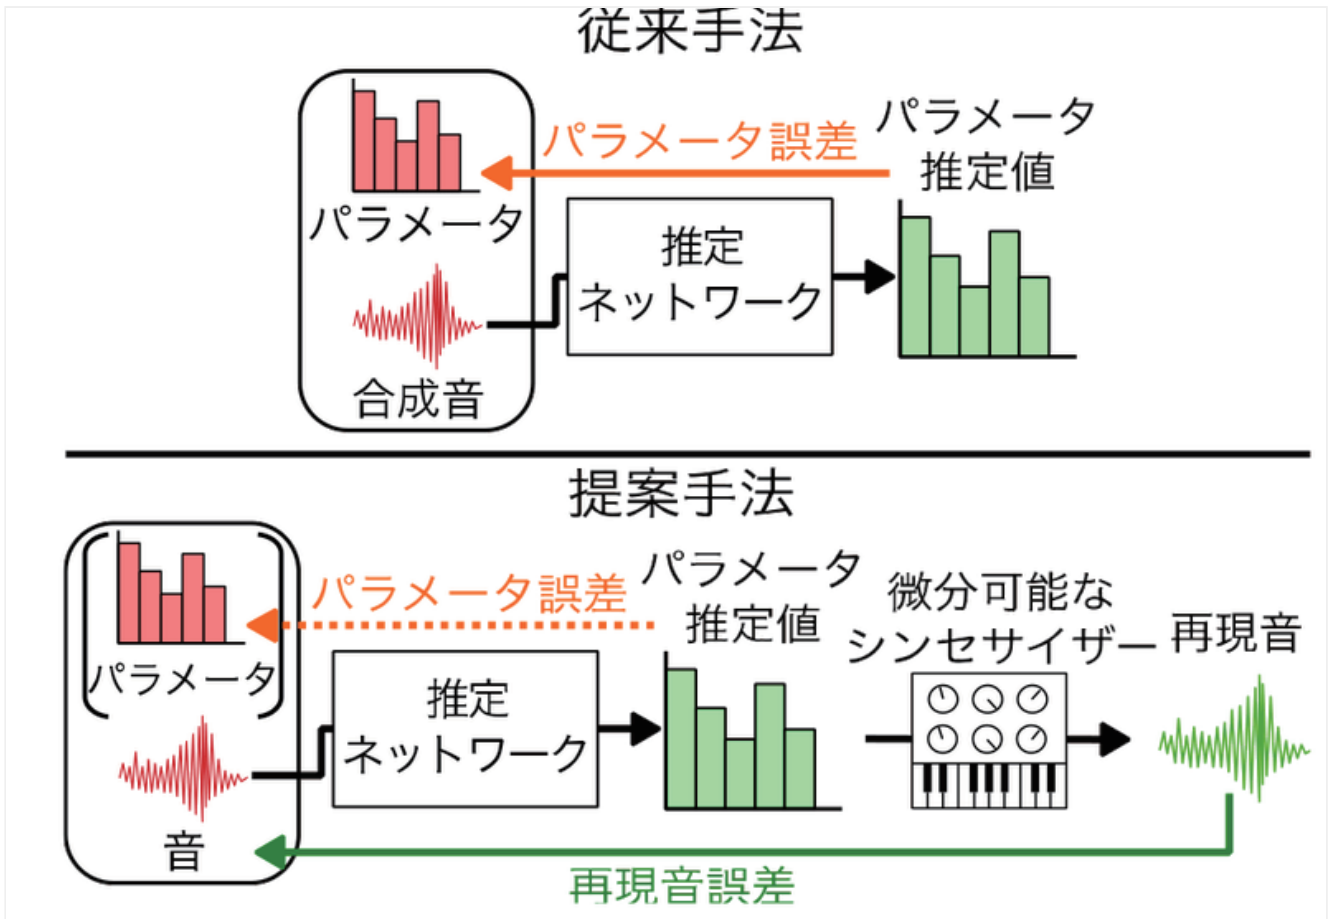 従来手法
パラメータ誤差
パラメータ
推定値
パラメータ
推定
ネットワーク
合成音
提案手法
パラメータ誤差
パラメータ
推定値
微分可能な
シンセサイザー
再現音
パラメータ
推定
ネットワーク
音
再現音誤差